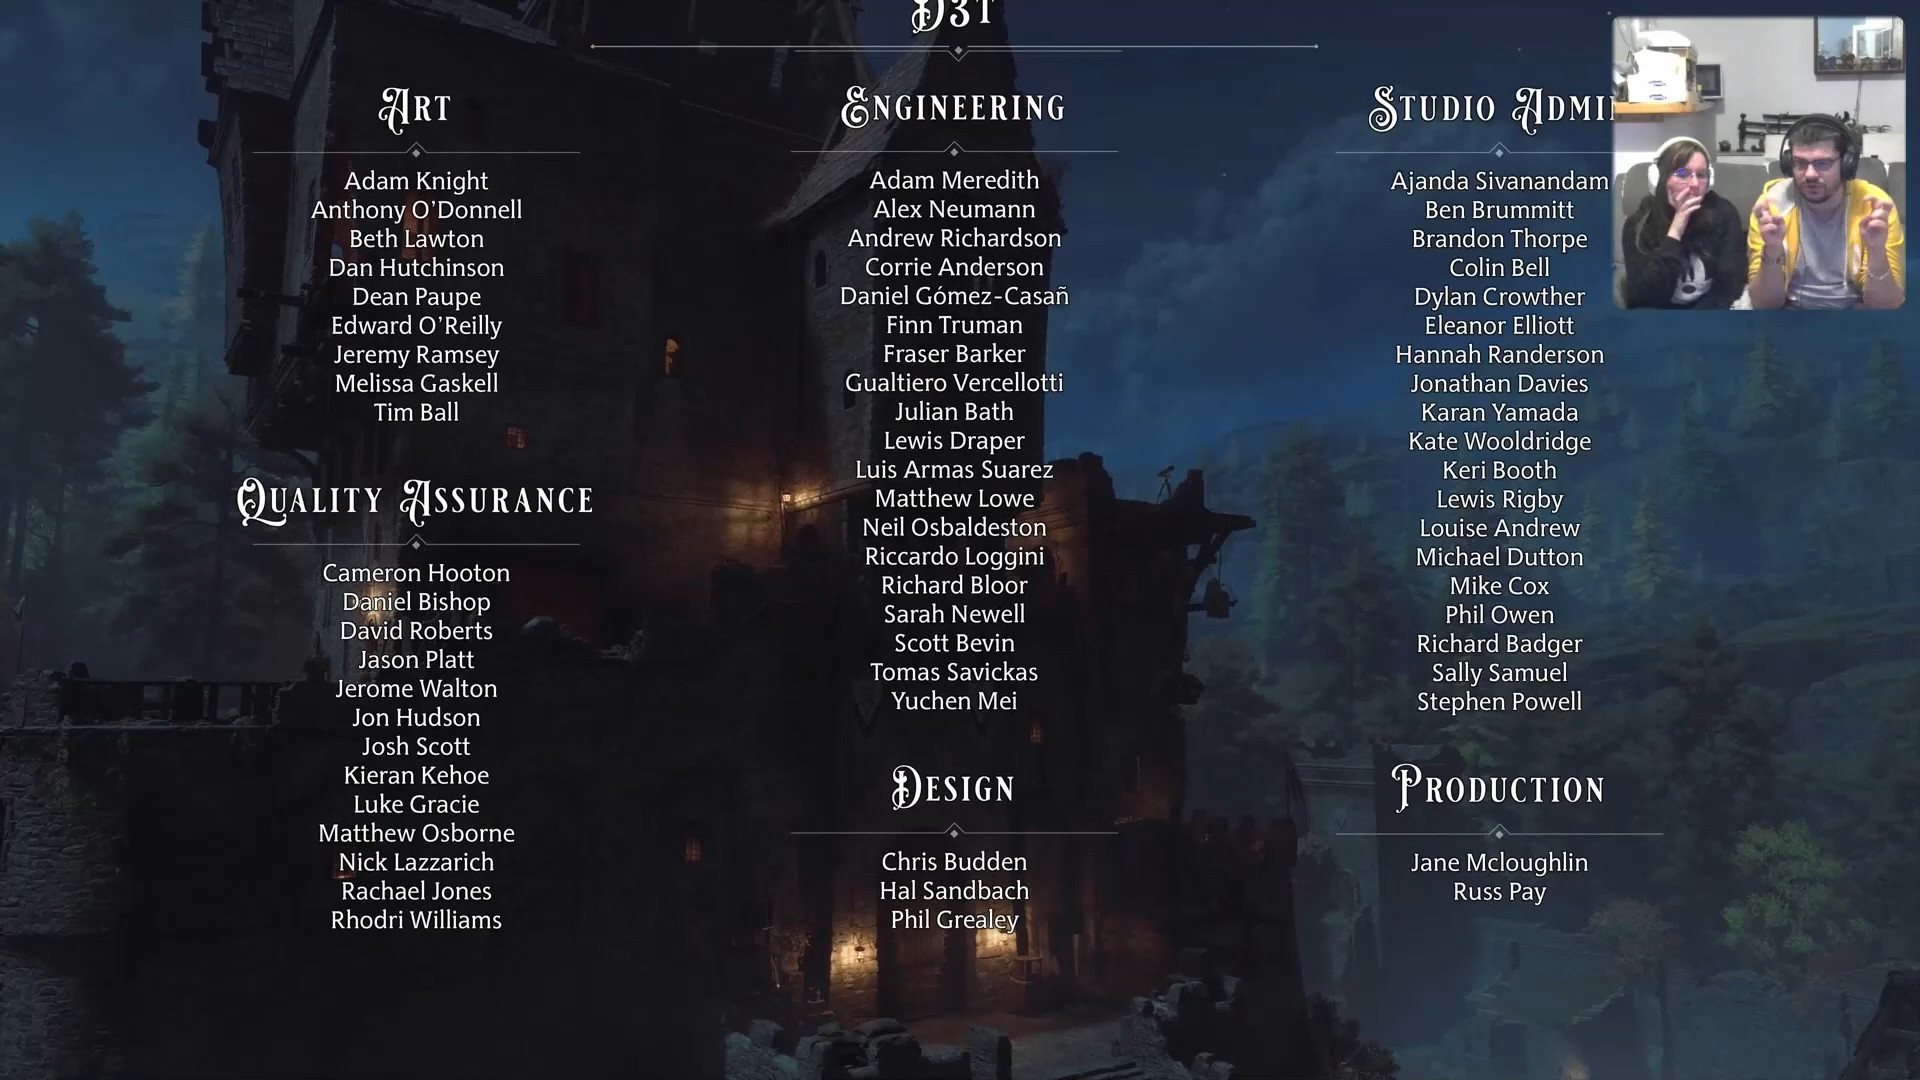 D3T
Art
Adam Knight
Anthony O'Donnell
Beth Lawton
Dan Hutchinson
Dean Paupe
Edward O'Reilly
Jeremy Ramsey
Melissa Gaskell
Tim Ball
Quality Assurance
Cameron Hooton
Daniel Bishop
David Roberts
Jason Platt
Jerome Walton
Jon Hudson
Josh Scott
Kieran Kehoe
Luke Gracie
Matthew Osborne
Nick Lazzarich
Rachael Jones
Rhodri Williams
Engineering
Adam Meredith
Alex Neumann
Andrew Richardson
Corrie Anderson
Daniel Gómez-Casañ
Finn Truman
Fraser Barker
Gualtiero Vercellotti
Julian Bath
Lewis Draper
Luis Armas Suarez
Matthew Lowe
Neil Osbaldeston
Riccardo Loggini
Richard Bloor
Sarah Newell
Scott Bevin
Tomas Savickas
Yuchen Mei
Design
Chris Budden
Hal Sandbach
Phil Grealey
Studio Admin
Ajanda Sivanandam
Ben Brummitt
Brandon Thorpe
Colin Bell
Dylan Crowther
Eleanor Elliott
Hannah Randerson
Jonathan Davies
Karan Yamada
Kate Wooldridge
Keri Booth
Lewis Rigby
Louise Andrew
Michael Dutton
Mike Cox
Phil Owen
Richard Badger
Sally Samuel
Stephen Powell
Production
Jane Mcloughlin
Russ Pay